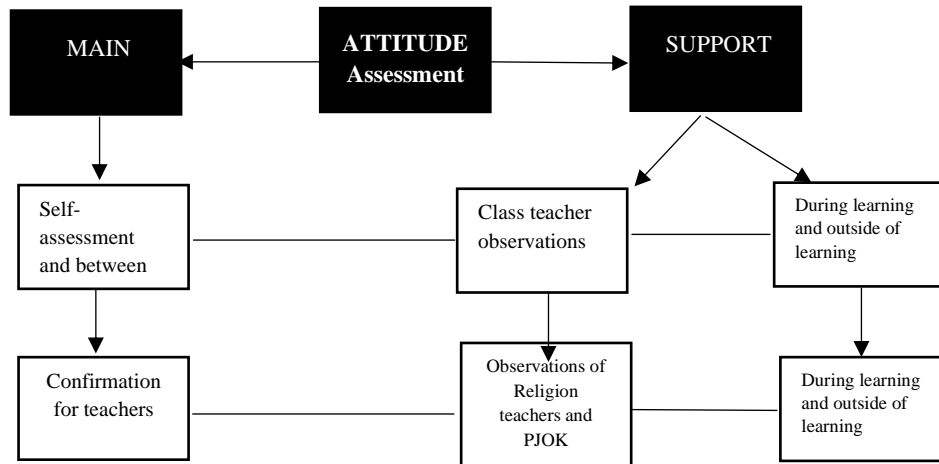 MAIN
ATTITUDE
Assessment
SUPPORT
Self-
assessment
and between
Class teacher
observations
During learning
and outside of
learning
Confirmation
for teachers
Observations of
Religion
teachers and
PJOK
During learning
and outside of
learning